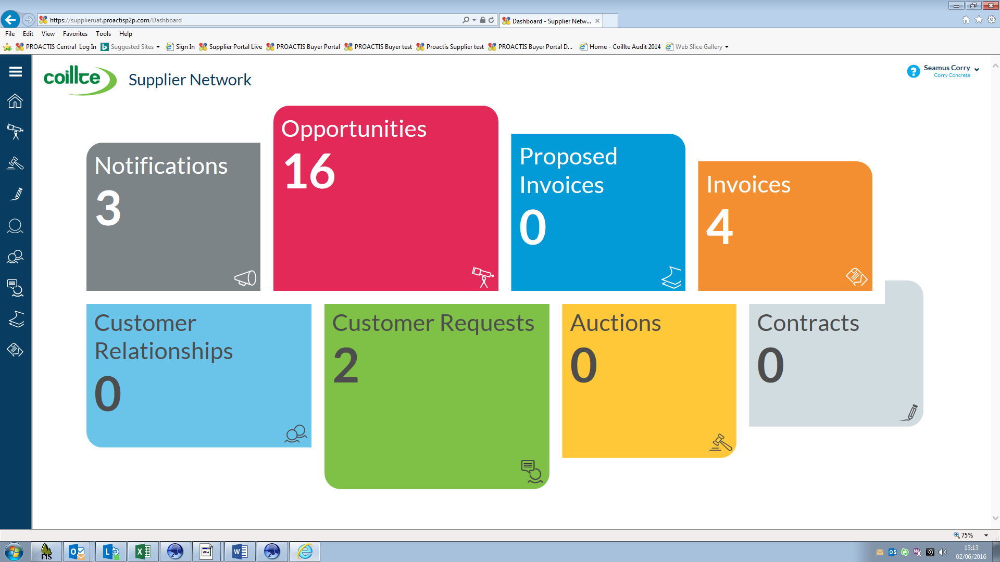 https://supplieruat.proactisp2p.com/Dashboard
Dashboard - Supplier Netw...
File Edit View Favorites Tools Help
PROACTIS Central Log In Suggested Sites Sign In Supplier Portal Live PROACTIS Buyer Portal PROACTIS Buyer test Proactis Supplier test PROACTIS Buyer Portal D... Home - Coillte Audit 2014 Web Slice Gallery
coillte
Supplier Network
? Seamus Corry
Corry Concrete
Notifications
3
Opportunities
16
Proposed
Invoices
0
Invoices
4
Customer
Relationships
0
Customer Requests
2
Auctions
0
Contracts
0
75%
FIS
13:13
02/06/2016